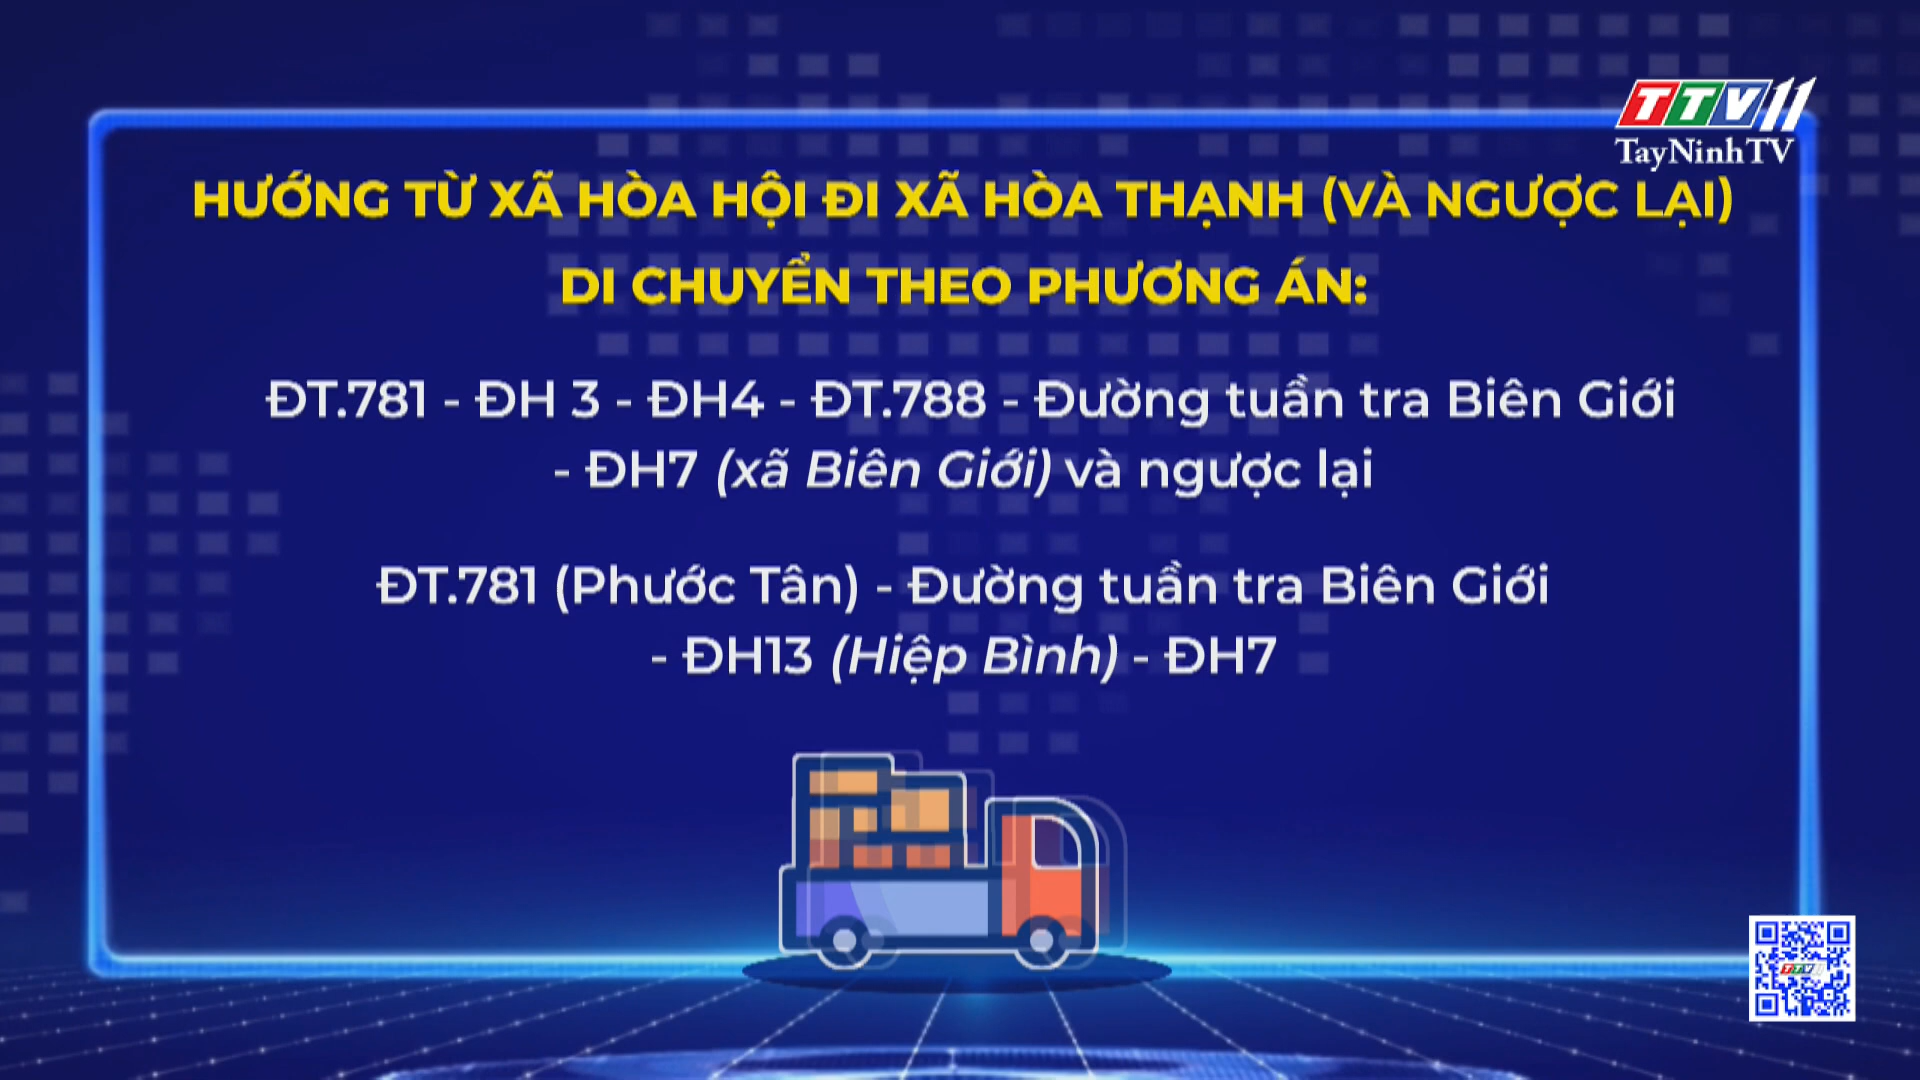 TTV11
TayNinhTV
HƯỚNG TỪ XÃ HÒA HỘI ĐI XÃ HÒA THẠNH (VÀ NGƯỢC LẠI)
DI CHUYỂN THEO PHƯƠNG ÁN:
ĐT.781 - ĐH 3 - ĐH4 - ĐT.788 - Đường tuần tra Biên Giới
- ĐH7 (xã Biên Giới) và ngược lại
ĐT.781 (Phước Tân) - Đường tuần tra Biên Giới
- ĐH13 (Hiệp Bình) - ĐH7
TTV11